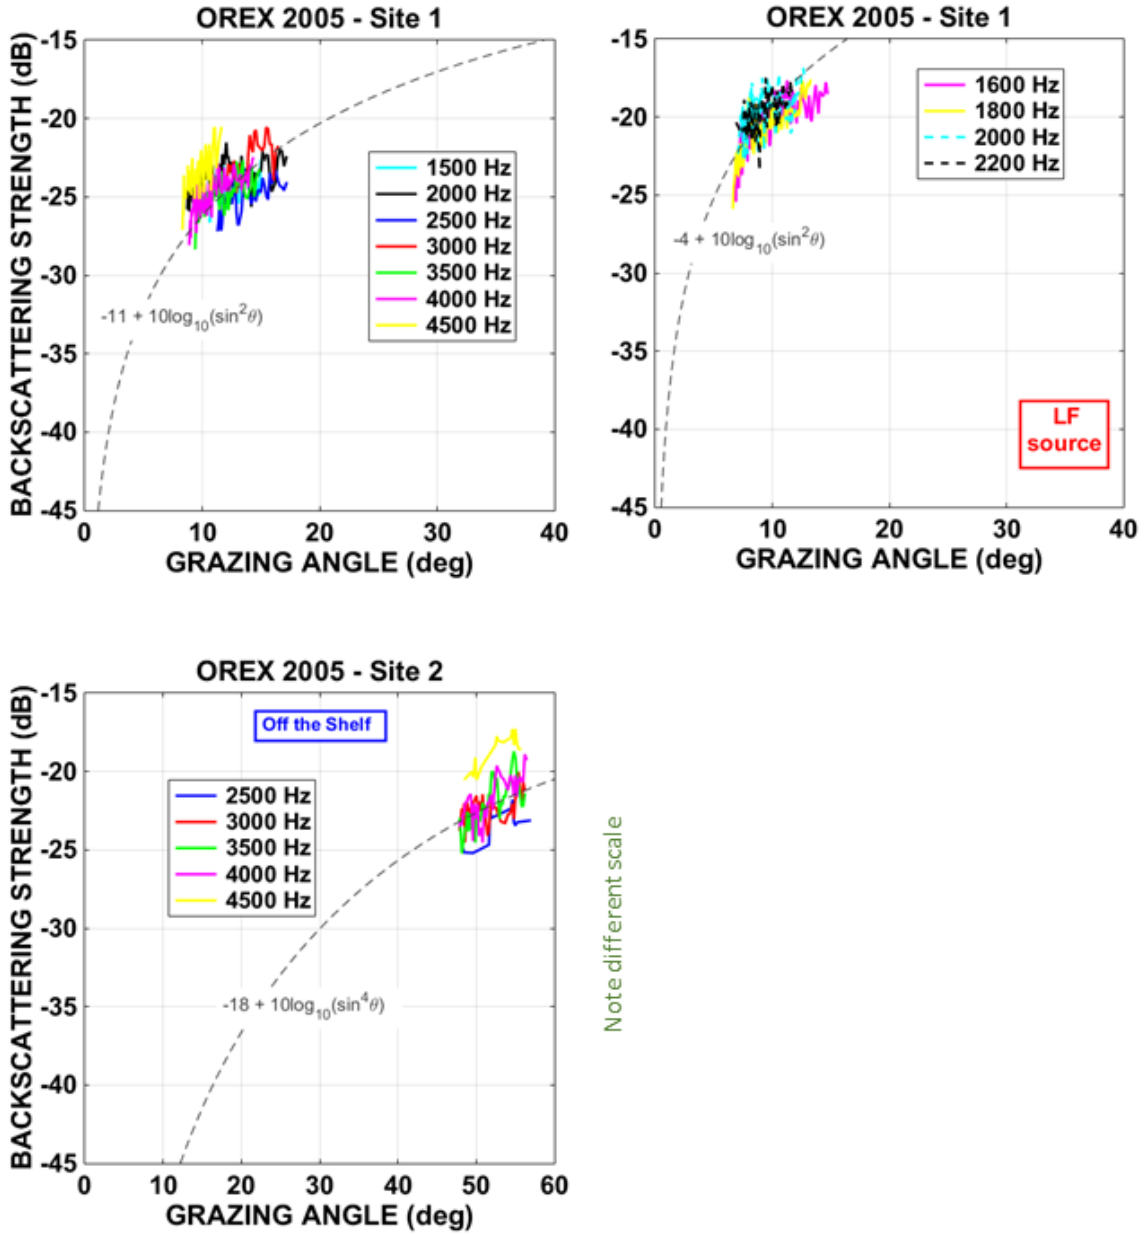 OREX 2005 - Site 1
BACKSCATTERING STRENGTH (dB)
-15
-20
-25
-30
-35
-40
-45
0
10
20
30
40
GRAZING ANGLE (deg)
1500 Hz
2000 Hz
2500 Hz
3000 Hz
3500 Hz
4000 Hz
4500 Hz
-11 + 10log10(sin2θ)
OREX 2005 - Site 1
-15
-20
-25
-30
-35
-40
-45
0
10
20
30
40
GRAZING ANGLE (deg)
1600 Hz
1800 Hz
2000 Hz
2200 Hz
-4 + 10log10(sin2θ)
LF
source
OREX 2005 - Site 2
BACKSCATTERING STRENGTH (dB)
-15
-20
-25
-30
-35
-40
-45
0
10
20
30
40
50
60
GRAZING ANGLE (deg)
Off the Shelf
2500 Hz
3000 Hz
3500 Hz
4000 Hz
4500 Hz
-18 + 10log10(sin4θ)
Note different scale